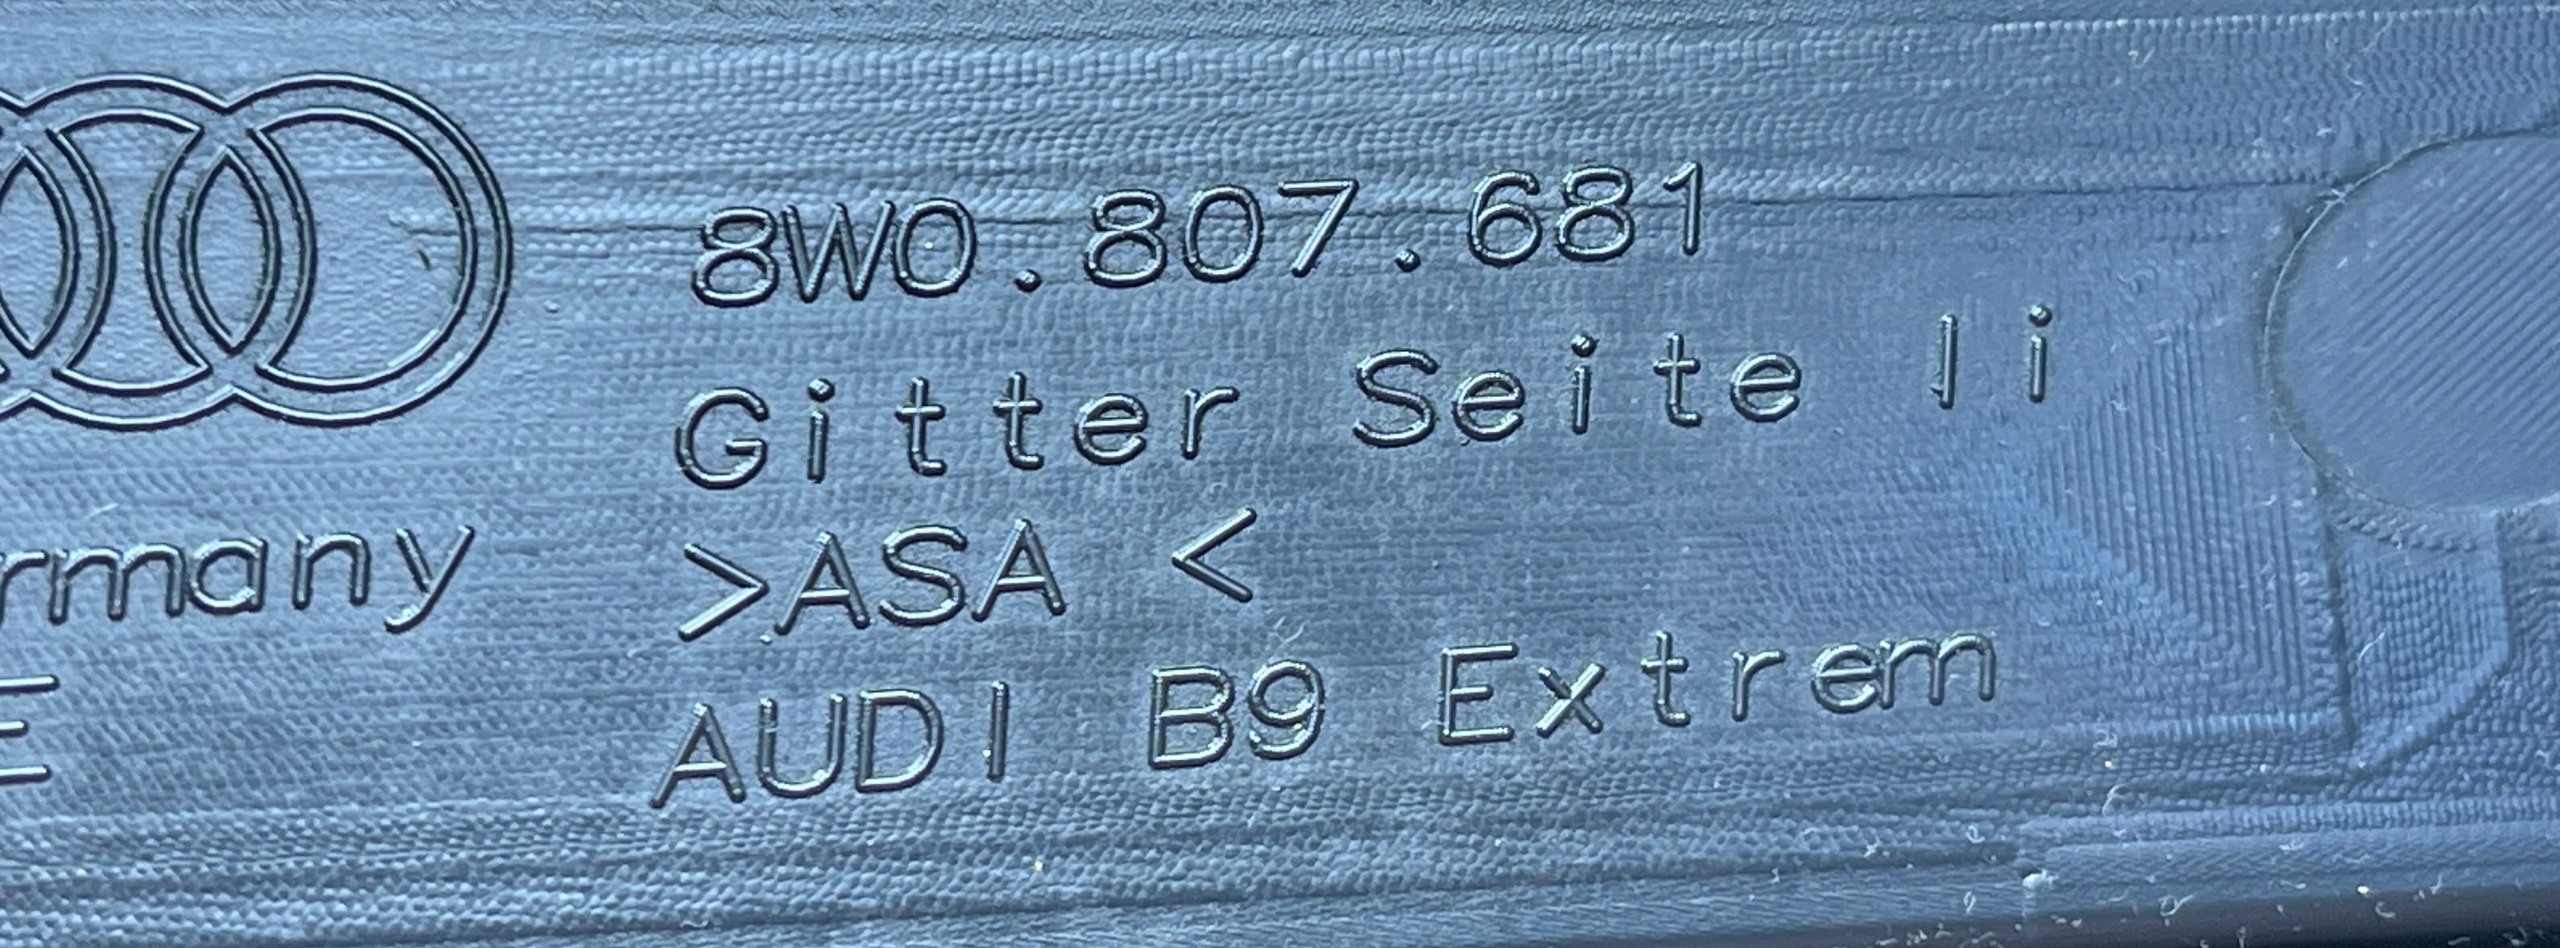 8W0.807.681
Gitter Seite li
>ASA <
rmany
AUDI B9 Extrem
E